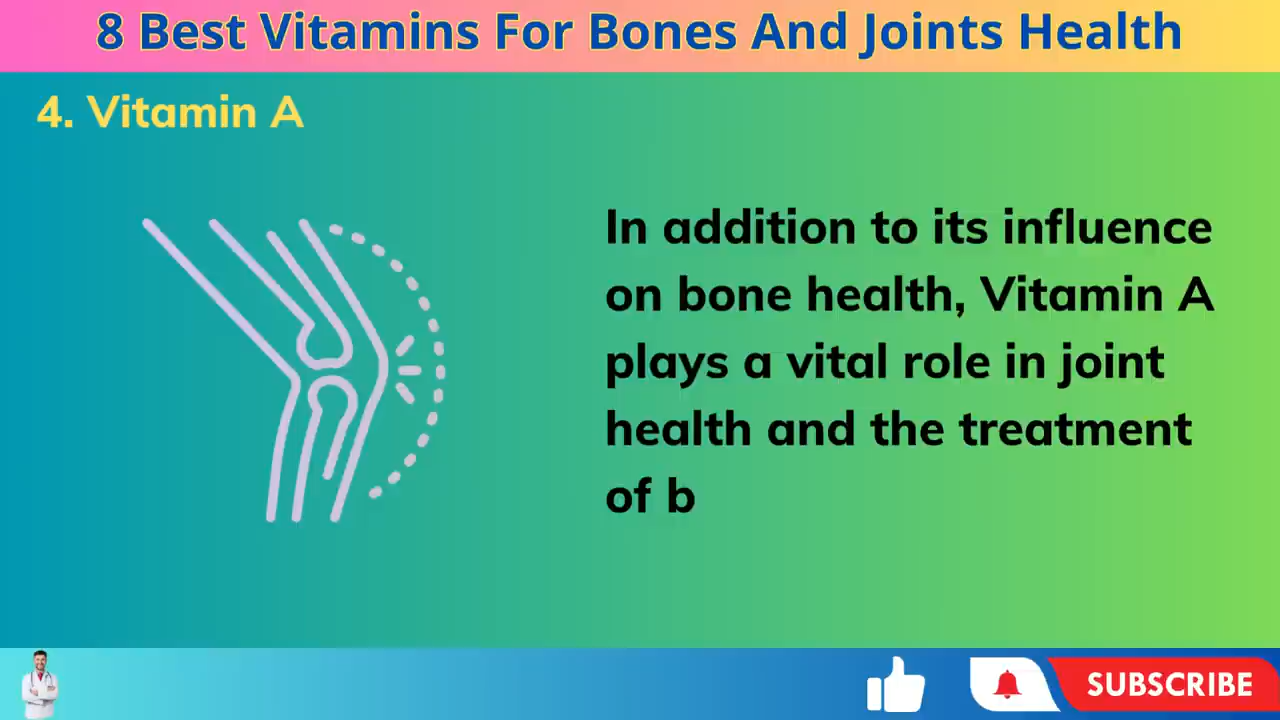 8 Best Vitamins For Bones And Joints Health
4. Vitamin A
In addition to its influence
on bone health, Vitamin A
plays a vital role in joint
health and the treatment
of b
SUBSCRIBE